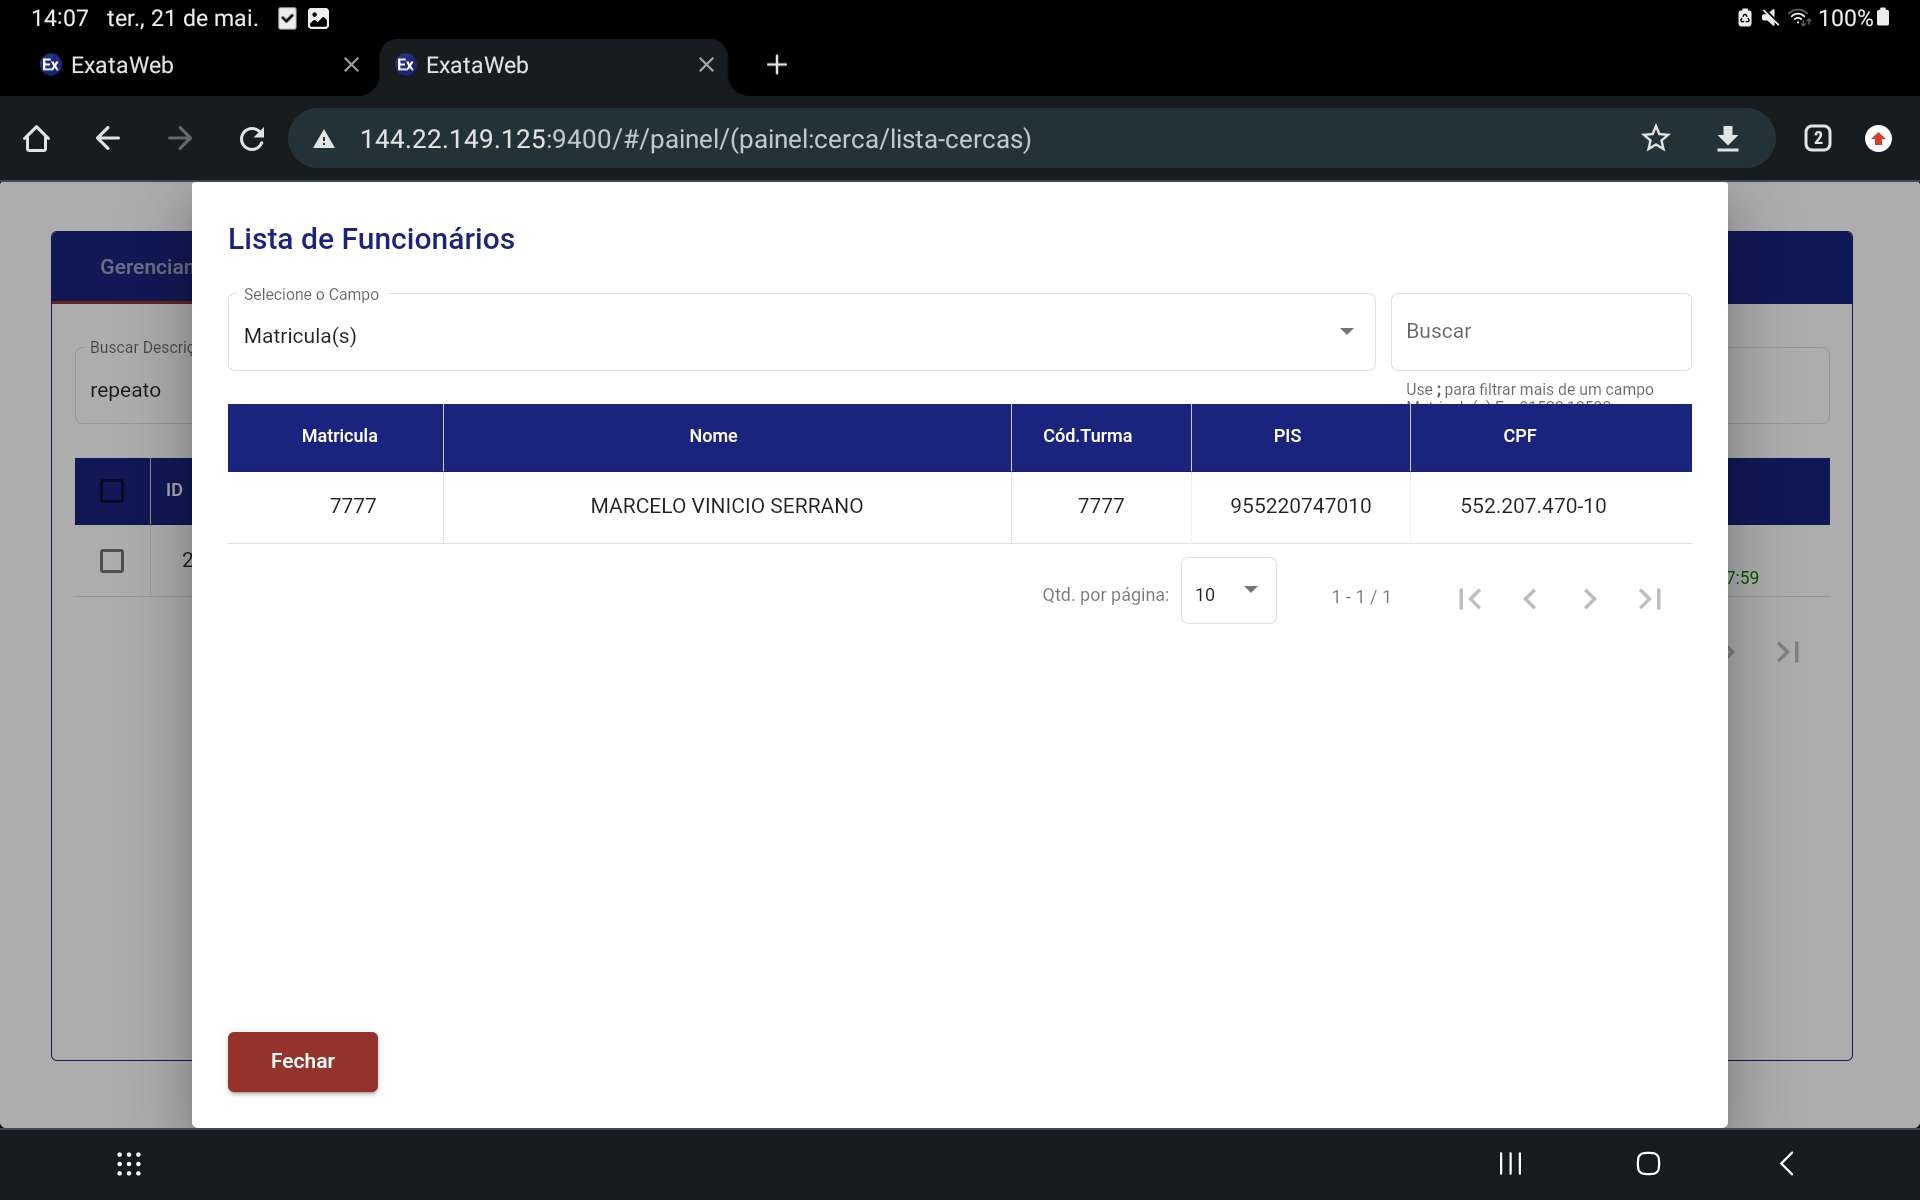 14:07 ter., 21 de mai. 100%
Ex ExataWeb Ex ExataWeb
144.22.149.125:9400/#/painel/(painel:cerca/lista-cercas) 2
Lista de Funcionários
Selecione o Campo
Matricula(s)
Buscar
Use ; para filtrar mais de um campo
Buscar Descriç
repeato
Matricula Nome Cód.Turma PIS CPF
7777 MARCELO VINICIO SERRANO 7777 955220747010 552.207.470-10
ID
2
7:59
Qtd. por página: 10 1 - 1 / 1
Fechar